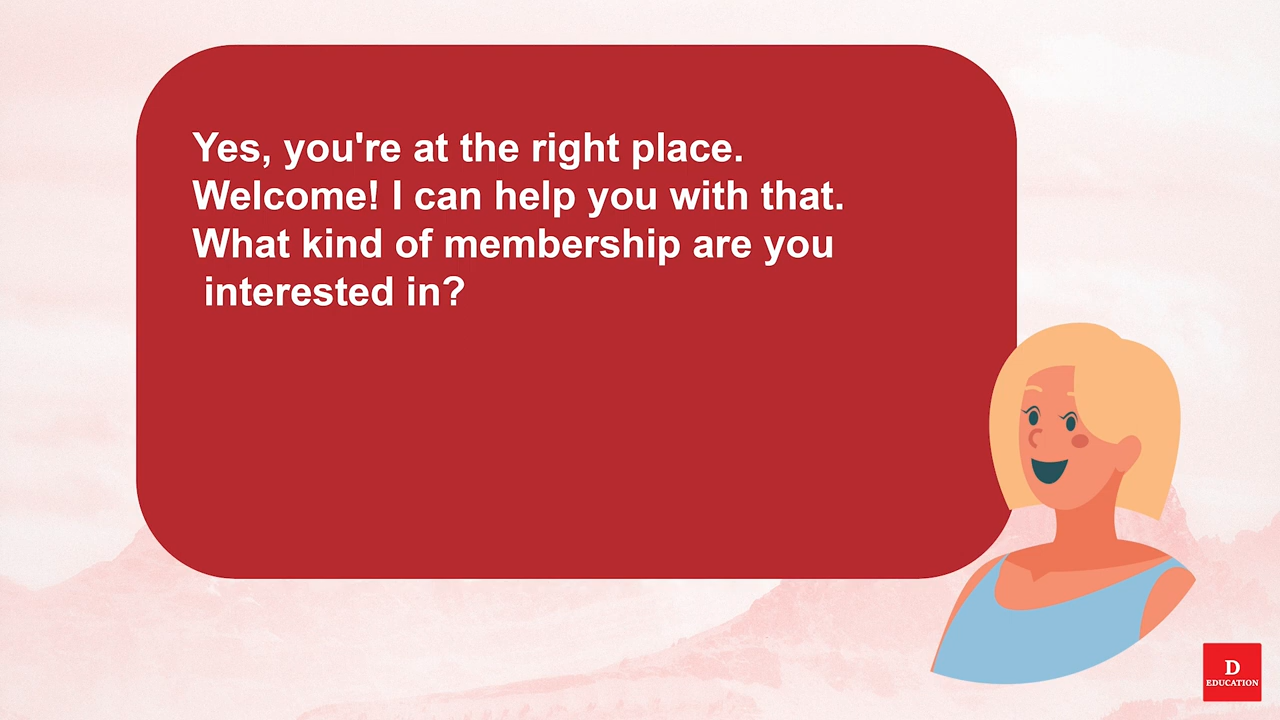 Yes, you're at the right place.
Welcome! I can help you with that.
What kind of membership are you
interested in?
D
EDUCATION